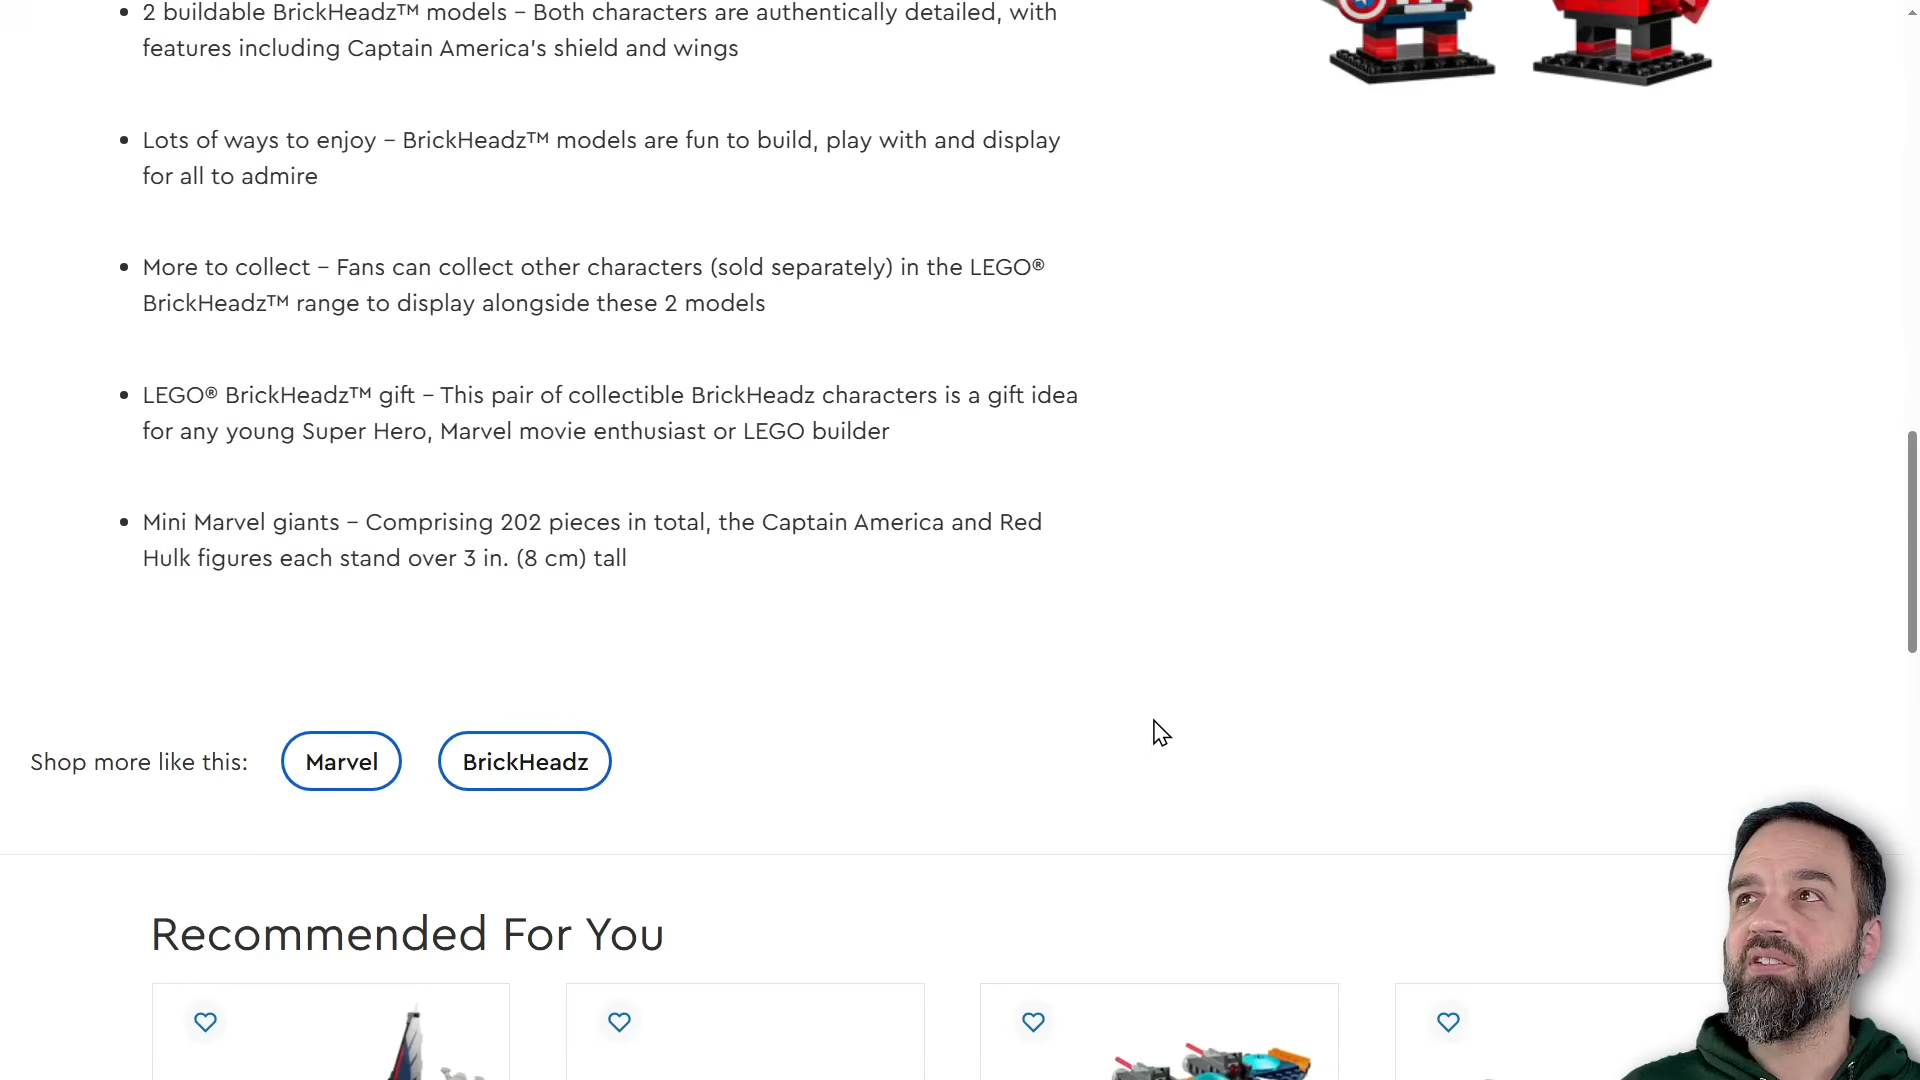 2 buildable BrickHeadz™ models – Both characters are authentically detailed, with
features including Captain America's shield and wings
Lots of ways to enjoy – BrickHeadz™ models are fun to build, play with and display
for all to admire
More to collect – Fans can collect other characters (sold separately) in the LEGO®
BrickHeadz™ range to display alongside these 2 models
LEGO® BrickHeadz™ gift – This pair of collectible BrickHeadz characters is a gift idea
for any young Super Hero, Marvel movie enthusiast or LEGO builder
Mini Marvel giants – Comprising 202 pieces in total, the Captain America and Red
Hulk figures each stand over 3 in. (8 cm) tall
Shop more like this: Marvel BrickHeadz
Recommended For You